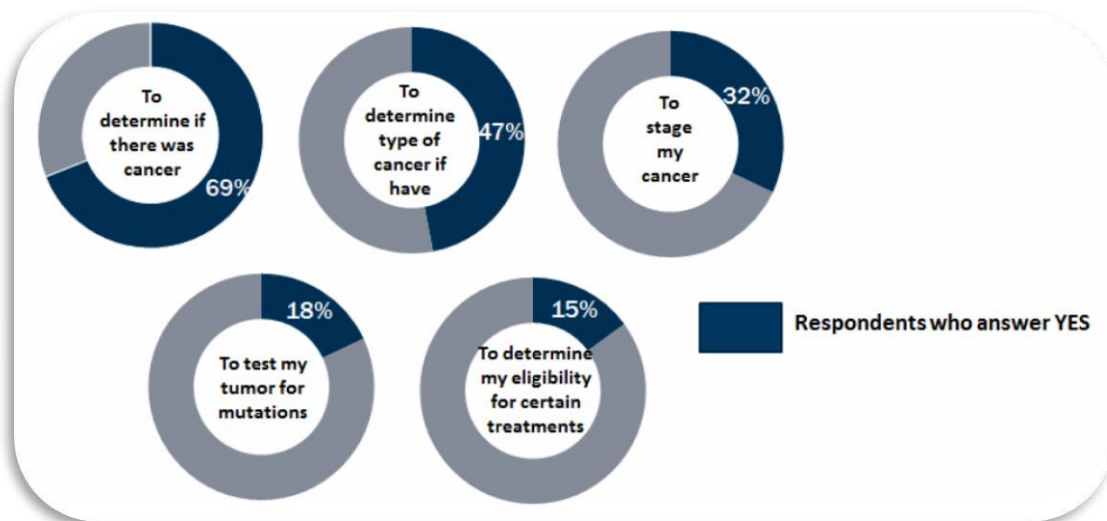 To
determine if
there was
cancer
69%
To
determine
type of
cancer if
have
47%
To
stage
my
cancer
32%
To test my
tumor for
mutations
18%
To determine
my eligibility
for certain
treatments
15%
Respondents who answer YES